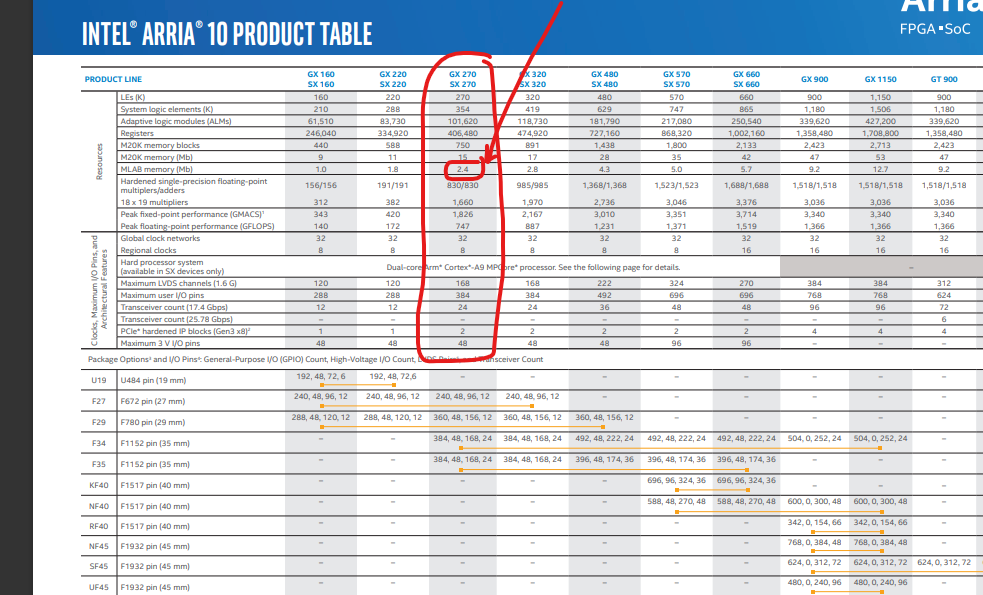 Arria
INTEL® ARRIA® 10 PRODUCT TABLE
FPGA▪SoC
PRODUCT LINE GX 160 SX 160 GX 220 SX 220 GX 270 SX 270 GX 320 SX 320 GX 480 SX 480 GX 570 SX 570 GX 660 SX 660 GX 900 GX 1150 GT 900
Resources
LEs (K) 160 220 270 320 480 570 660 900 1,150 900
System logic elements (K) 210 288 354 419 629 747 865 1,180 1,506 1,180
Adaptive logic modules (ALMs) 61,510 83,730 101,620 118,730 181,790 217,080 250,540 339,620 427,200 339,620
Registers 246,040 334,920 406,480 474,920 727,160 868,320 1,002,160 1,358,480 1,708,800 1,358,480
M20K memory blocks 440 588 750 891 1,438 1,800 2,133 2,423 2,713 2,423
M20K memory (Mb) 9 11 15 17 28 35 42 47 53 47
MLAB memory (Mb) 1.0 1.8 2.4 2.8 4.3 5.0 5.7 9.2 12.7 9.2
Hardened single-precision floating-point
multiplers/adders 156/156 191/191 830/830 985/985 1,368/1,368 1,523/1,523 1,688/1,688 1,518/1,518 1,518/1,518 1,518/1,518
18 x 19 multipliers 312 382 1,660 1,970 2,736 3,046 3,376 3,036 3,036 3,036
Peak fixed-point performance (GMACS)¹ 343 420 1,826 2,167 3,010 3,351 3,714 3,340 3,340 3,340
Peak floating-point performance (GFLOPS) 140 172 747 887 1,231 1,371 1,519 1,366 1,366 1,366
Clocks, Maximum I/O Pins, and
Architectural Features
Global clock networks 32 32 32 32 32 32 32 32 32 32
Regional clocks 8 8 8 8 8 8 16 16 16 16
Hard processor system
(available in SX devices only) Dual-core Arm* Cortex*-A9 MPCore* processor. See the following page for details. –
Maximum LVDS channels (1.6 G) 120 120 168 168 222 324 270 384 384 312
Maximum user I/O pins 288 288 384 384 492 696 696 768 768 624
Transceiver count (17.4 Gbps) 12 12 24 24 36 48 48 96 96 72
Transceiver count (25.78 Gbps) – – – – – – – – – 6
PCIe* hardened IP blocks (Gen3 x8)² 1 1 2 2 2 2 2 4 4 4
Maximum 3 V I/O pins 48 48 48 48 48 96 96 – – –
Package Options³ and I/O Pins⁴: General-Purpose I/O (GPIO) Count, High-Voltage I/O Count, LVDS Pairs, and Transceiver Count
U19 U484 pin (19 mm) 192, 48, 72, 6 192, 48, 72,6 – – – – – – – –
F27 F672 pin (27 mm) 240, 48, 96, 12 240, 48, 96, 12 240, 48, 96, 12 240, 48, 96, 12 – – – – – –
F29 F780 pin (29 mm) 288, 48, 120, 12 288, 48, 120, 12 360, 48, 156, 12 360, 48, 156, 12 360, 48, 156, 12 – – – – –
F34 F1152 pin (35 mm) – – 384, 48, 168, 24 384, 48, 168, 24 492, 48, 222, 24 492, 48, 222, 24 492, 48, 222, 24 504, 0, 252, 24 504, 0, 252, 24 –
F35 F1152 pin (35 mm) – – 384, 48, 168, 24 384, 48, 168, 24 396, 48, 174, 36 396, 48, 174, 36 396, 48, 174, 36 – – –
KF40 F1517 pin (40 mm) – – – – – 696, 96, 324, 36 696, 96, 324, 36 – – –
NF40 F1517 pin (40 mm) – – – – – 588, 48, 270, 48 588, 48, 270, 48 600, 0, 300, 48 600, 0, 300, 48 –
RF40 F1517 pin (40 mm) – – – – – – – 342, 0, 154, 66 342, 0, 154, 66 –
NF45 F1932 pin (45 mm) – – – – – – – 768, 0, 384, 48 768, 0, 384, 48 –
SF45 F1932 pin (45 mm) – – – – – – – 624, 0, 312, 72 624, 0, 312, 72 624, 0, 312, 72
UF45 F1932 pin (45 mm) – – – – – – – 480, 0, 240, 96 480, 0, 240, 96 –